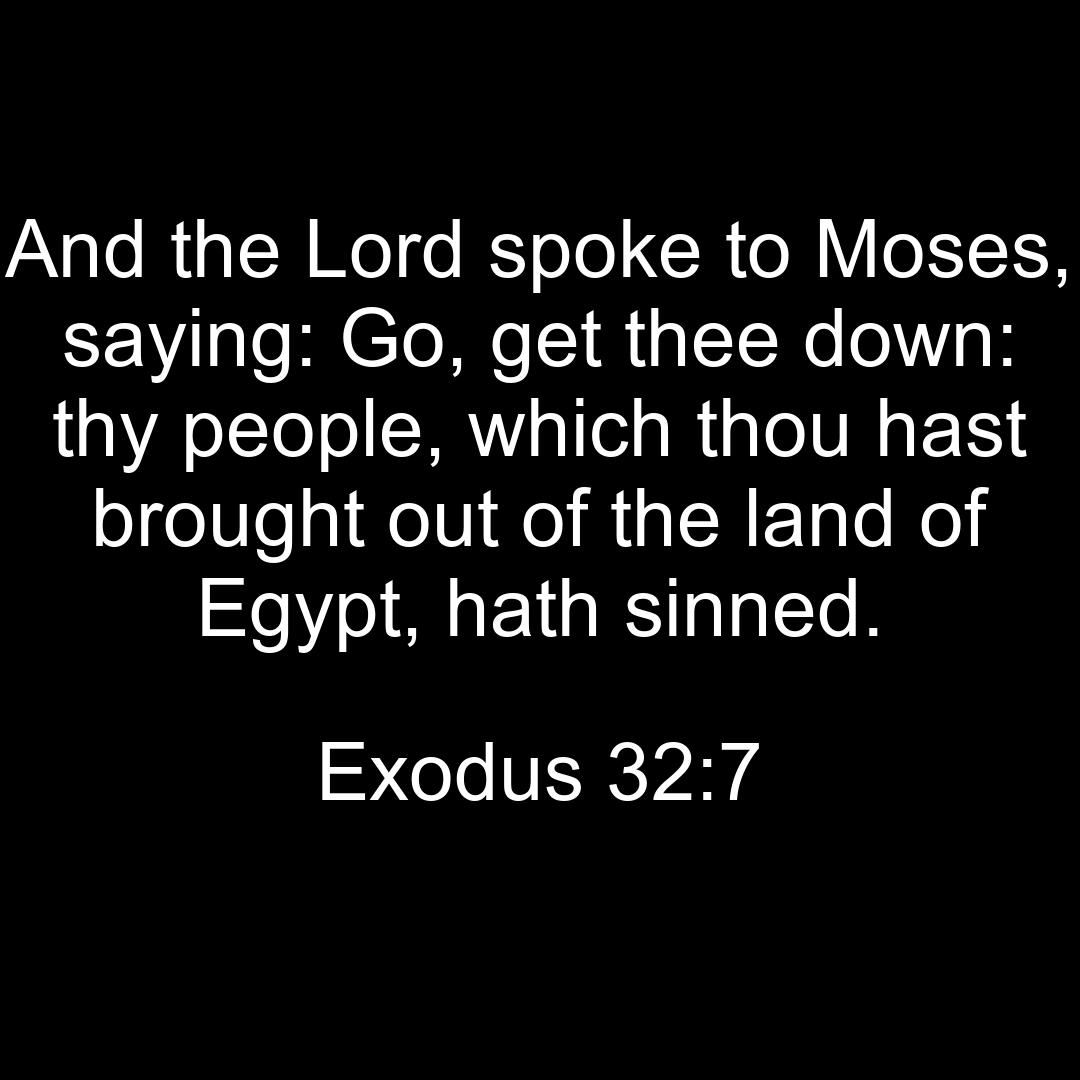 And the Lord spoke to Moses,
saying: Go, get thee down:
thy people, which thou hast
brought out of the land of
Egypt, hath sinned.
Exodus 32:7